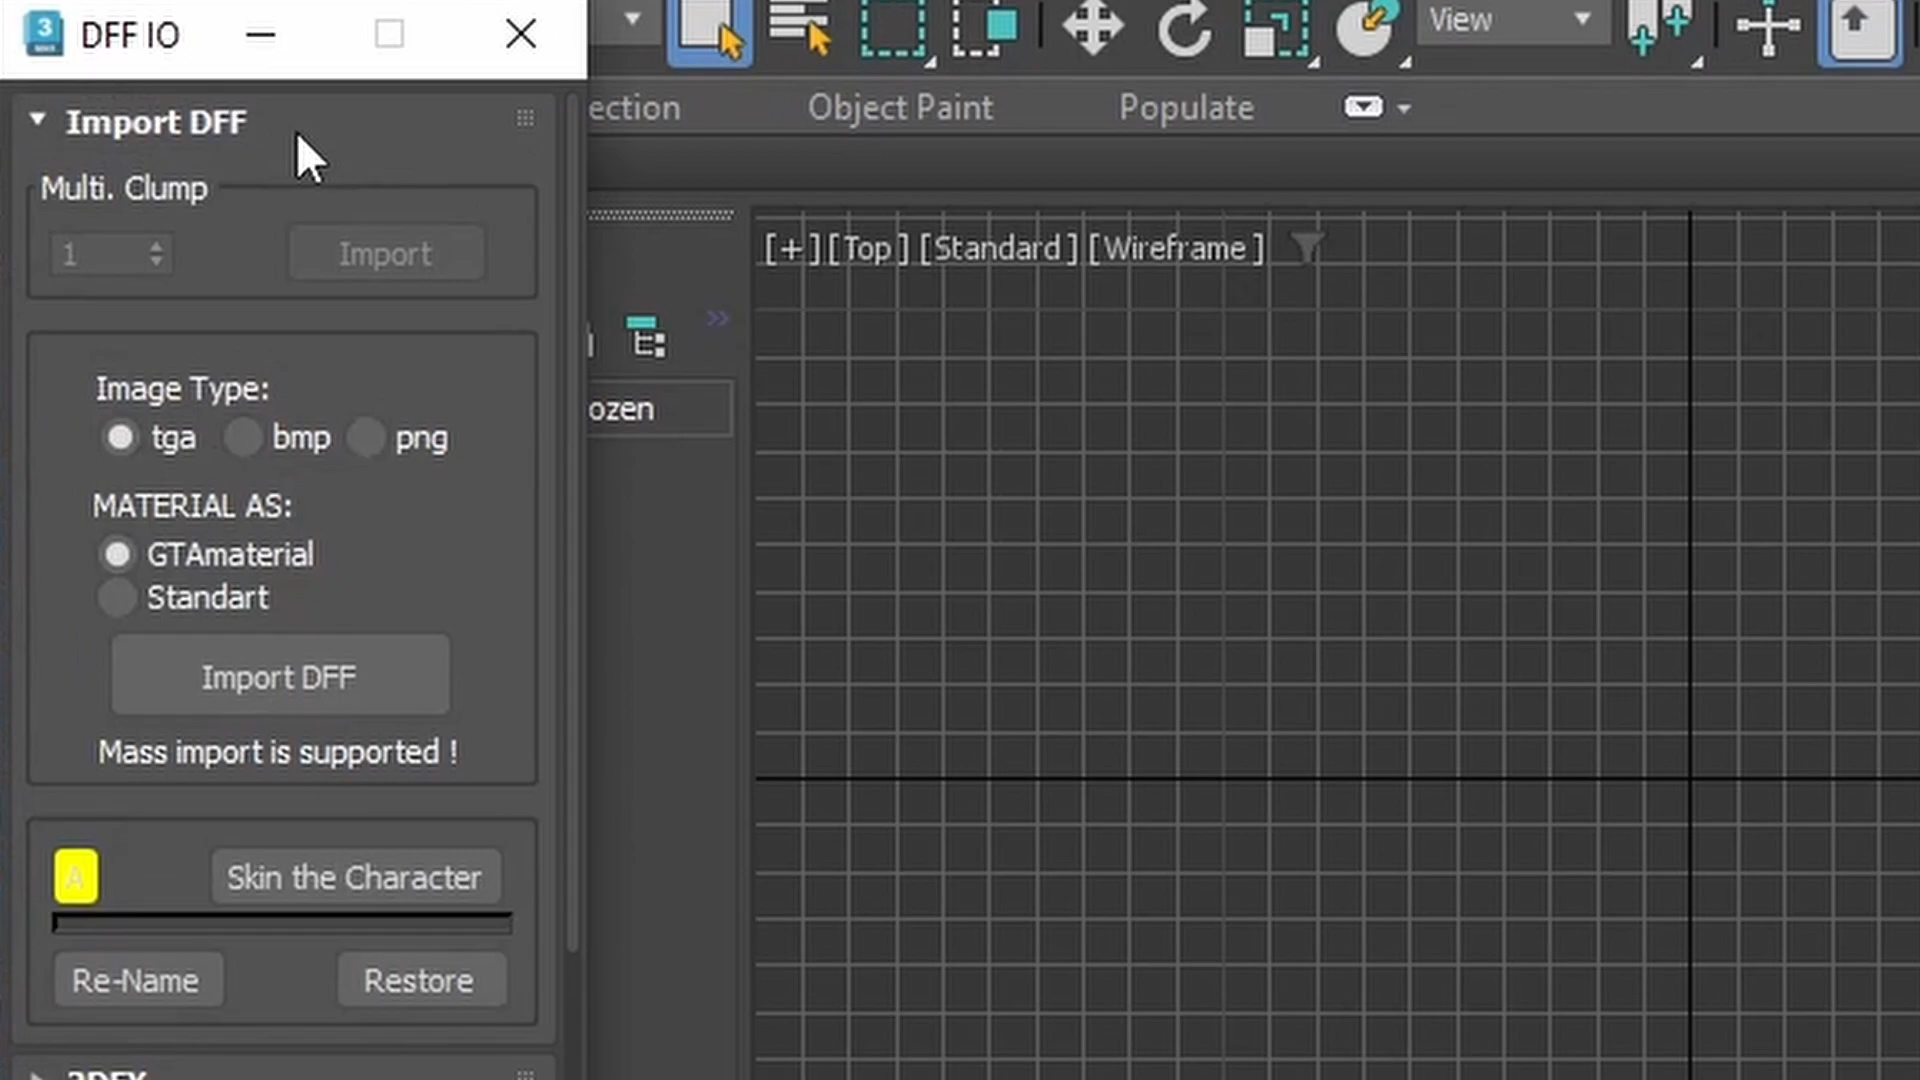 DFF IO
View
ection
Object Paint
Populate
Import DFF
Multi. Clump
1
Import
[+][Top][Standard][Wireframe]
Image Type:
ozen
tga
bmp
png
MATERIAL AS:
GTAmaterial
Standart
Import DFF
Mass import is supported !
A
Skin the Character
Re-Name
Restore
2DFX